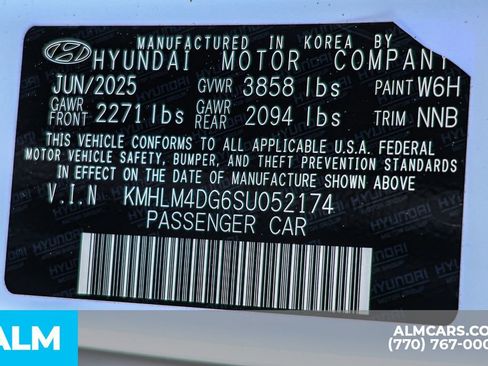 MANUFACTURED IN KOREA BY
HYUNDAI MOTOR COMPANY
JUN/2025 GVWR 3858 lbs PAINT W6H
GAWR FRONT 2271 lbs GAWR REAR 2094 lbs TRIM NNB
THIS VEHICLE CONFORMS TO ALL APPLICABLE U.S.A. FEDERAL
MOTOR VEHICLE SAFETY, BUMPER, AND THEFT PREVENTION STANDARDS
IN EFFECT ON THE DATE OF MANUFACTURE SHOWN ABOVE
V.I.N KMHLM4DG6SU052174
PASSENGER CAR
ALM
ALMCARS.CO
(770) 767-000